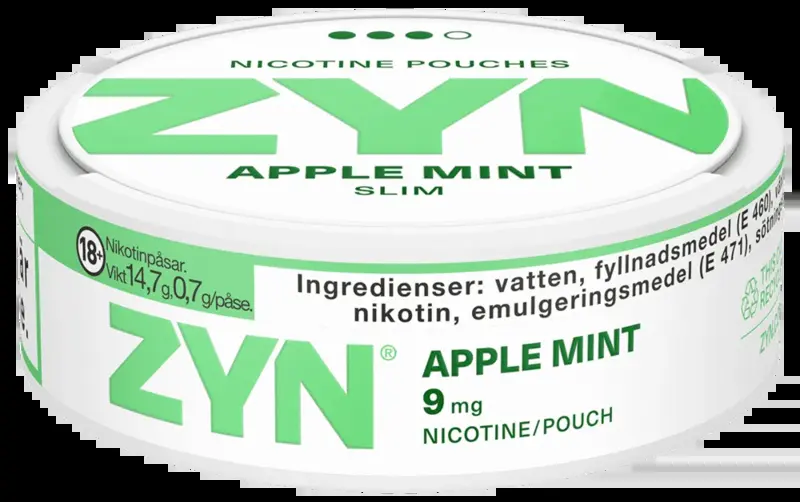 NICOTINE POUCHES
ZYN
APPLE MINT
SLIM
18+
Nikotinpåsar.
Vikt 14,7 g, 0,7 g/påse.
Ingredienser: vatten, fyllnadsmedel (E 460),
nikotin, emulgeringsmedel (E 471),
ZYN®
APPLE MINT
9 mg
NICOTINE/POUCH